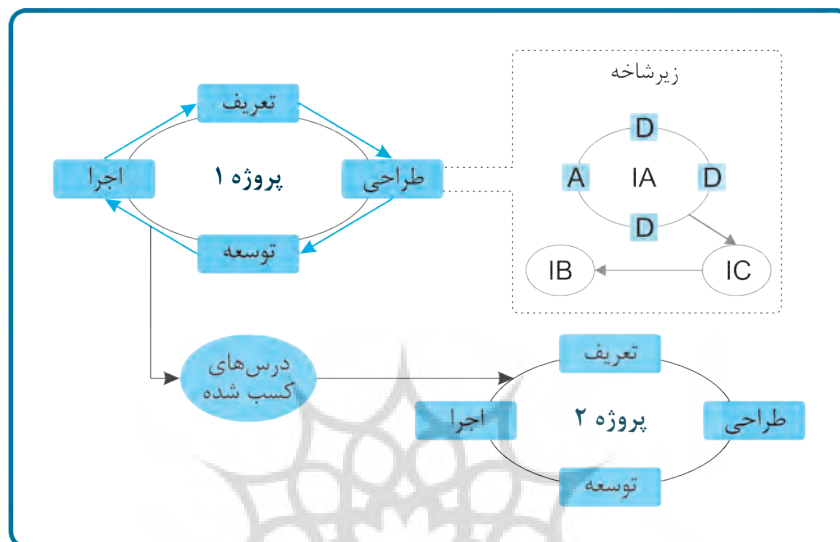 زیرشاخه
تعریف
D
اجرا
پروژه ۱
طراحی
A
IA
D
توسعه
D
IB
IC
درس‌های
کسب شده
تعریف
اجرا
پروژه ۲
طراحی
توسعه